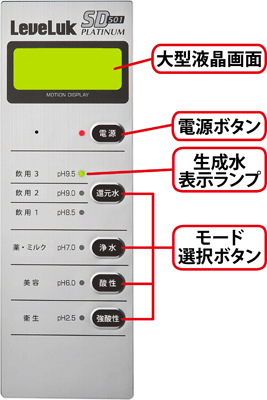 LeveLuk SD501
PLATINUM
MOTION DISPLAY
大型液晶画面
電源
電源ボタン
飲用 3 pH9.5
飲用 2 pH9.0 還元水
飲用 1 pH8.5
生成水
表示ランプ
薬・ミルク pH7.0 浄水
美容 pH6.0 酸性
衛生 pH2.5 強酸性
モード
選択ボタン